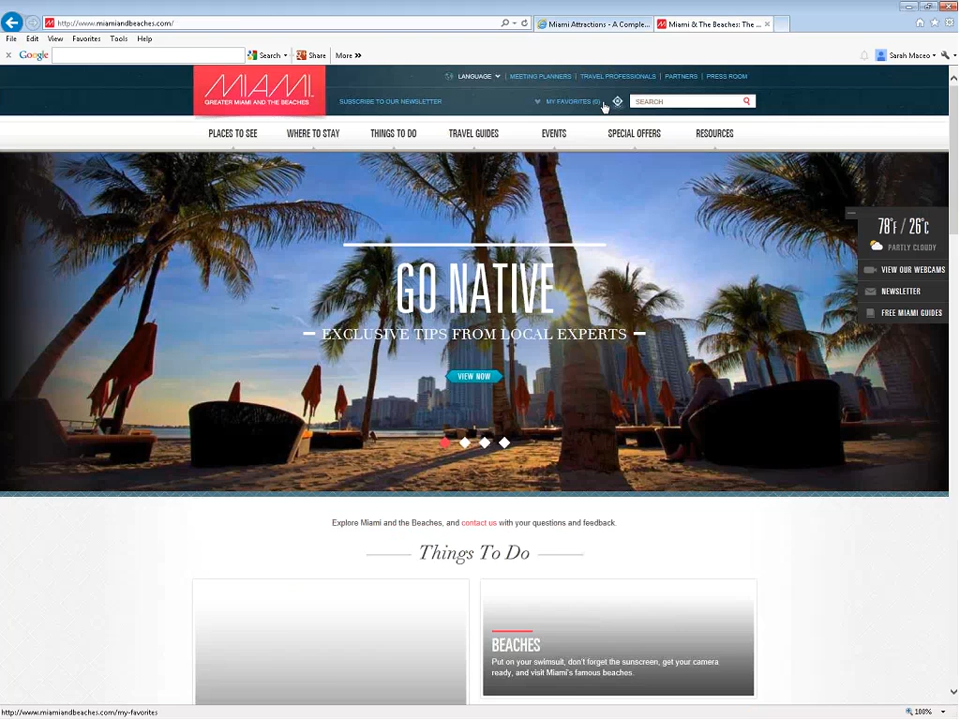 http://www.miamiandbeaches.com/
Miami Attractions - A Comple...
Miami & The Beaches: The ...
File Edit View Favorites Tools Help
Google Search Share More »
Sarah Maceo
MIAMI
GREATER MIAMI AND THE BEACHES
LANGUAGE MEETING PLANNERS TRAVEL PROFESSIONALS PARTNERS PRESS ROOM
SUBSCRIBE TO OUR NEWSLETTER MY FAVORITES (0) SEARCH
PLACES TO SEE WHERE TO STAY THINGS TO DO TRAVEL GUIDES EVENTS SPECIAL OFFERS RESOURCES
78°F / 26°C
PARTLY CLOUDY
VIEW OUR WEBCAMS
NEWSLETTER
FREE MIAMI GUIDES
GO NATIVE
EXCLUSIVE TIPS FROM LOCAL EXPERTS
VIEW NOW
Explore Miami and the Beaches, and contact us with your questions and feedback.
Things To Do
BEACHES
Put on your swimsuit, don't forget the sunscreen, get your camera
ready, and visit Miami's famous beaches.
http://www.miamiandbeaches.com/my-favorites
100%